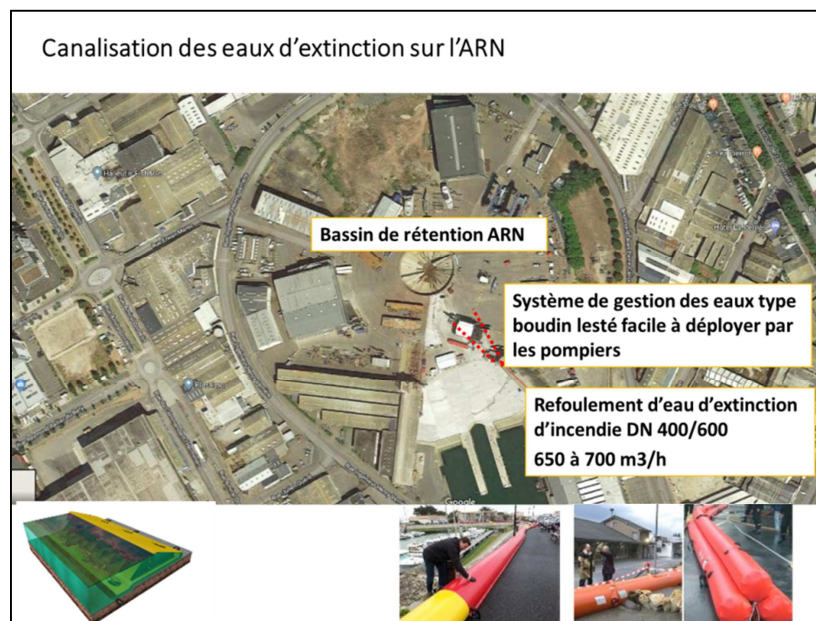 Canalisation des eaux d'extinction sur l'ARN
Bassin de rétention ARN
Système de gestion des eaux type
boudin lesté facile à déployer par
les pompiers
Refoulement d'eau d'extinction
d'incendie DN 400/600
650 à 700 m3/h
Google